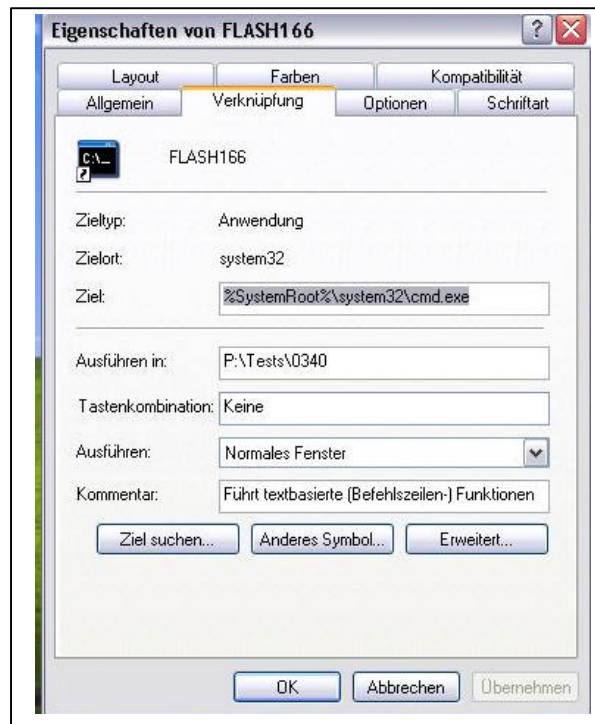 Eigenschaften von FLASH166
Layout Farben Kompatibilität
Allgemein Verknüpfung Optionen Schriftart
C:\_
FLASH166
Zieltyp: Anwendung
Zielort: system32
Ziel: %SystemRoot%\system32\cmd.exe
Ausführen in: P:\Tests\0340
Tastenkombination: Keine
Ausführen: Normales Fenster
Kommentar: Führt textbasierte (Befehlszeilen-) Funktionen
Ziel suchen... Anderes Symbol... Erweitert...
OK Abbrechen Übernehmen